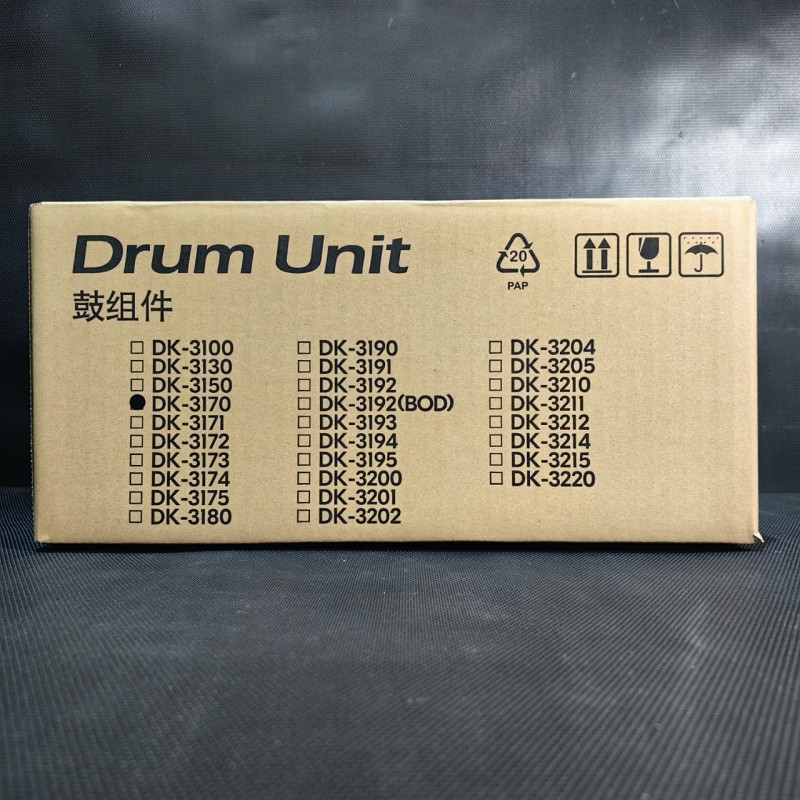 Drum Unit
鼓组件
20
PAP
DK-3100
DK-3130
DK-3150
DK-3170
DK-3171
DK-3172
DK-3173
DK-3174
DK-3175
DK-3180
DK-3190
DK-3191
DK-3192
DK-3192(BOD)
DK-3193
DK-3194
DK-3195
DK-3200
DK-3201
DK-3202
DK-3204
DK-3205
DK-3210
DK-3211
DK-3212
DK-3214
DK-3215
DK-3220